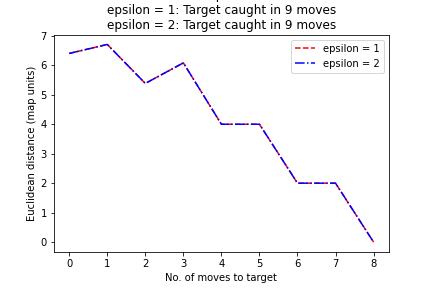 epsilon = 1: Target caught in 9 moves
epsilon = 2: Target caught in 9 moves
epsilon = 1
epsilon = 2
Euclidean distance (map units)
7
6
5
4
3
2
1
0
0 1 2 3 4 5 6 7 8
No. of moves to target